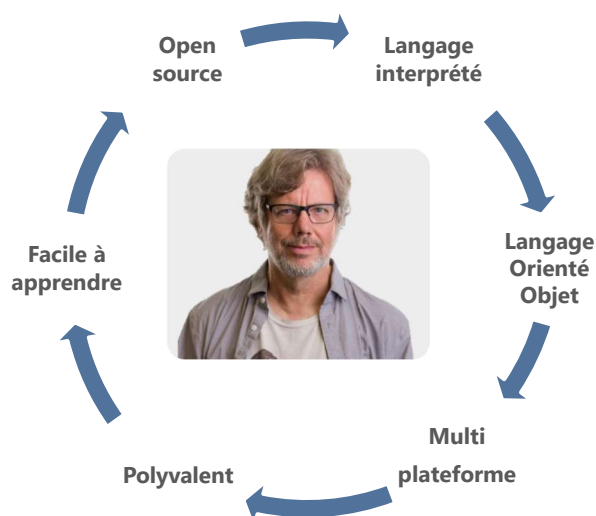 Open
source
Langage
interprété
Langage
Orienté
Objet
Multi
plateforme
Polyvalent
Facile à
apprendre